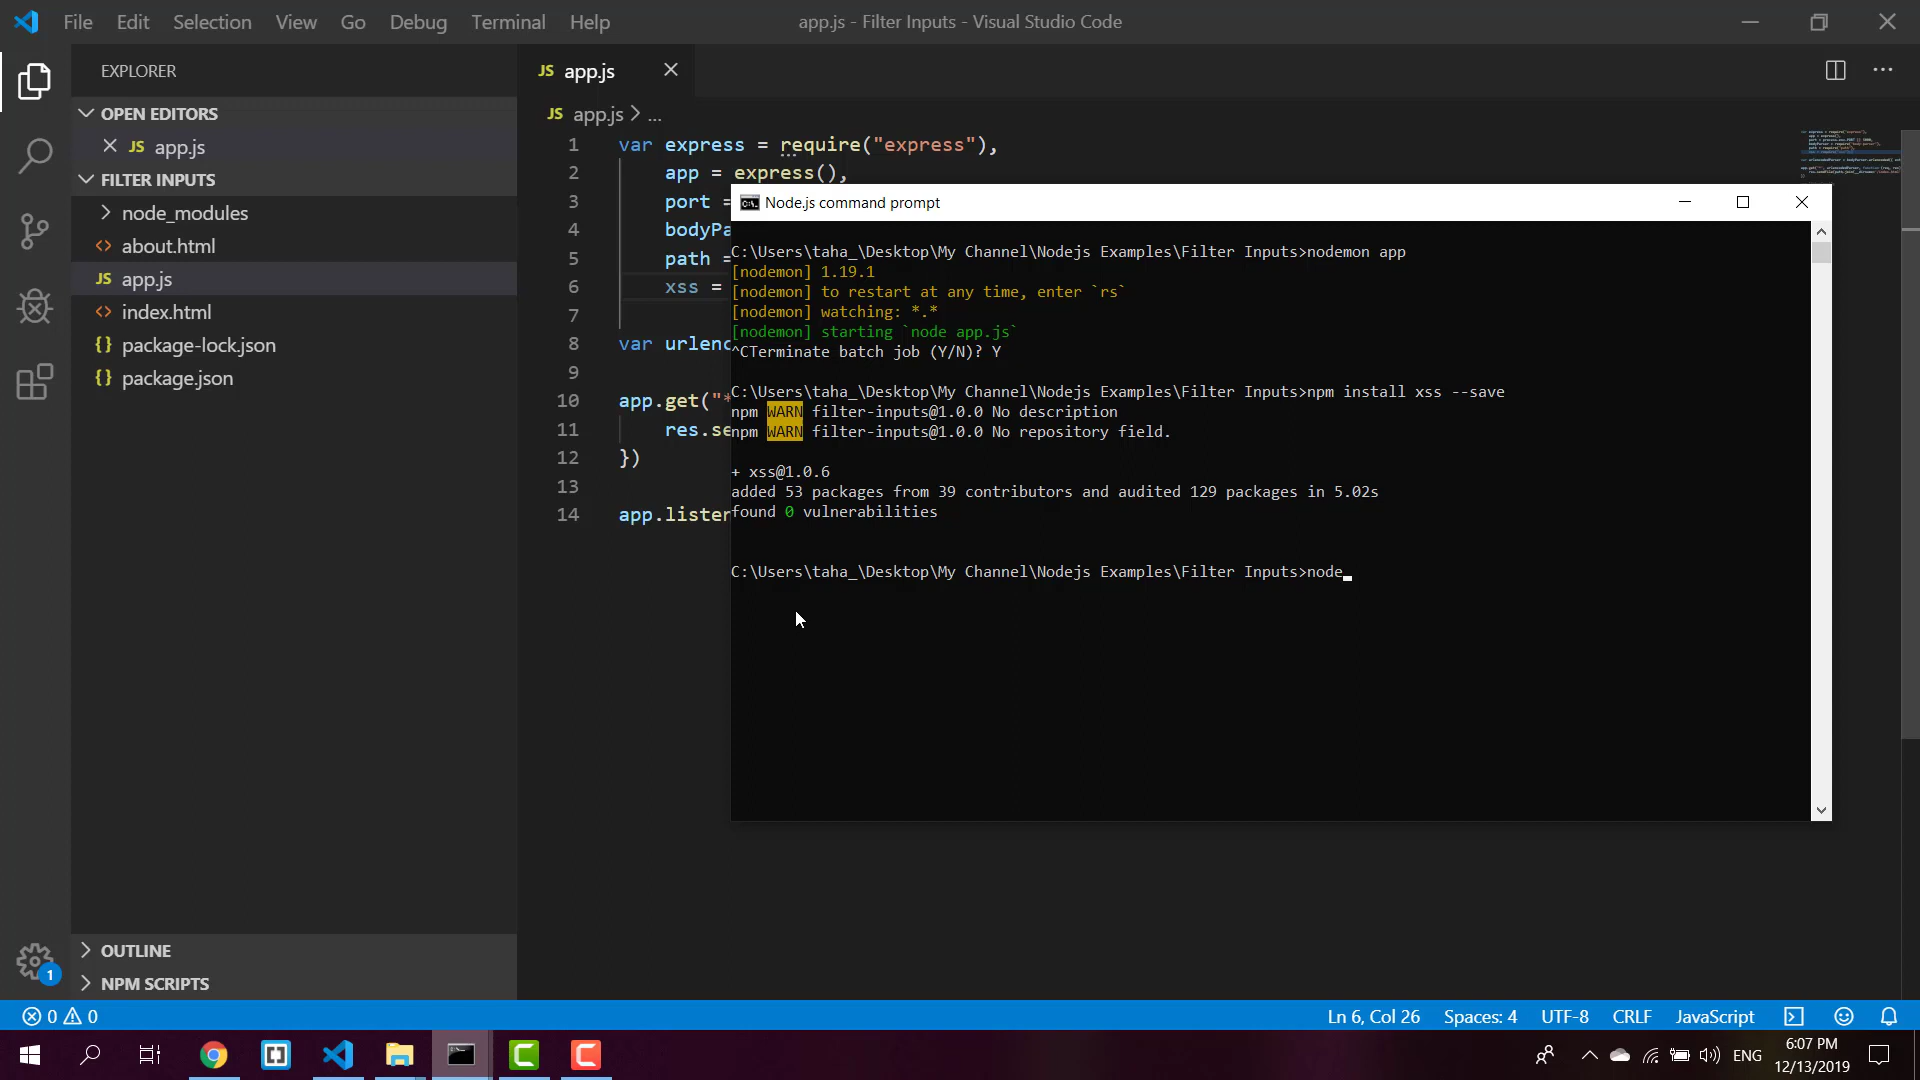 File Edit Selection View Go Debug Terminal Help
app.js - Filter Inputs - Visual Studio Code
EXPLORER
OPEN EDITORS
JS app.js
FILTER INPUTS
node_modules
<> about.html
JS app.js
<> index.html
{} package-lock.json
{} package.json
OUTLINE
NPM SCRIPTS
1
JS app.js
JS app.js > ...
1 var express = require("express"),
2 app = express(),
3 port =
4 bodyPa
5 path =
6 xss =
7
8 var urlenc
9
10 app.get("*
11 res.se
12 })
13
14 app.listen
Node.js command prompt
C:\Users\taha_\Desktop\My Channel\Nodejs Examples\Filter Inputs>nodemon app
[nodemon] 1.19.1
[nodemon] to restart at any time, enter `rs`
[nodemon] watching: *.*
[nodemon] starting `node app.js`
^CTerminate batch job (Y/N)? Y
C:\Users\taha_\Desktop\My Channel\Nodejs Examples\Filter Inputs>npm install xss --save
npm WARN filter-inputs@1.0.0 No description
npm WARN filter-inputs@1.0.0 No repository field.
+ xss@1.0.6
added 53 packages from 39 contributors and audited 129 packages in 5.02s
found 0 vulnerabilities
C:\Users\taha_\Desktop\My Channel\Nodejs Examples\Filter Inputs>node
0 0
Ln 6, Col 26 Spaces: 4 UTF-8 CRLF JavaScript
ENG
6:07 PM
12/13/2019